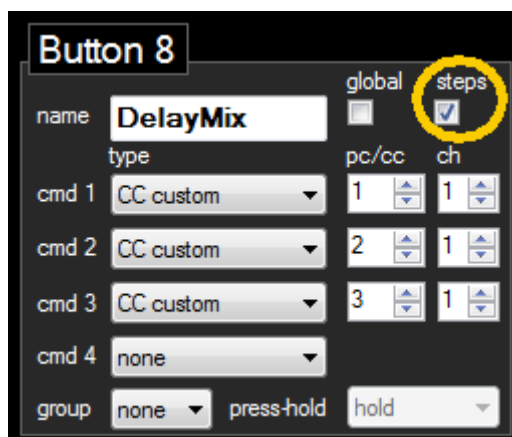 Button 8
global steps
name DelayMix
type pc/cc ch
cmd 1 CC custom 1 1
cmd 2 CC custom 2 1
cmd 3 CC custom 3 1
cmd 4 none
group none press-hold hold